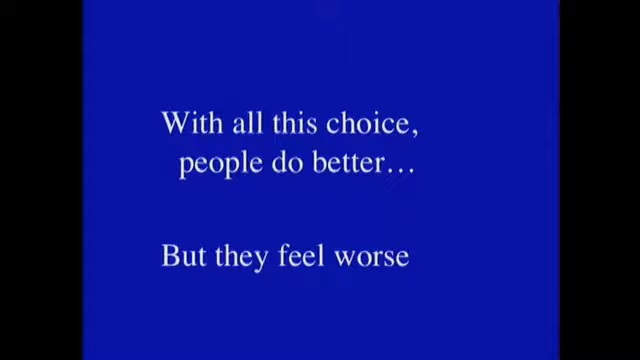 With all this choice,
people do better…
But they feel worse